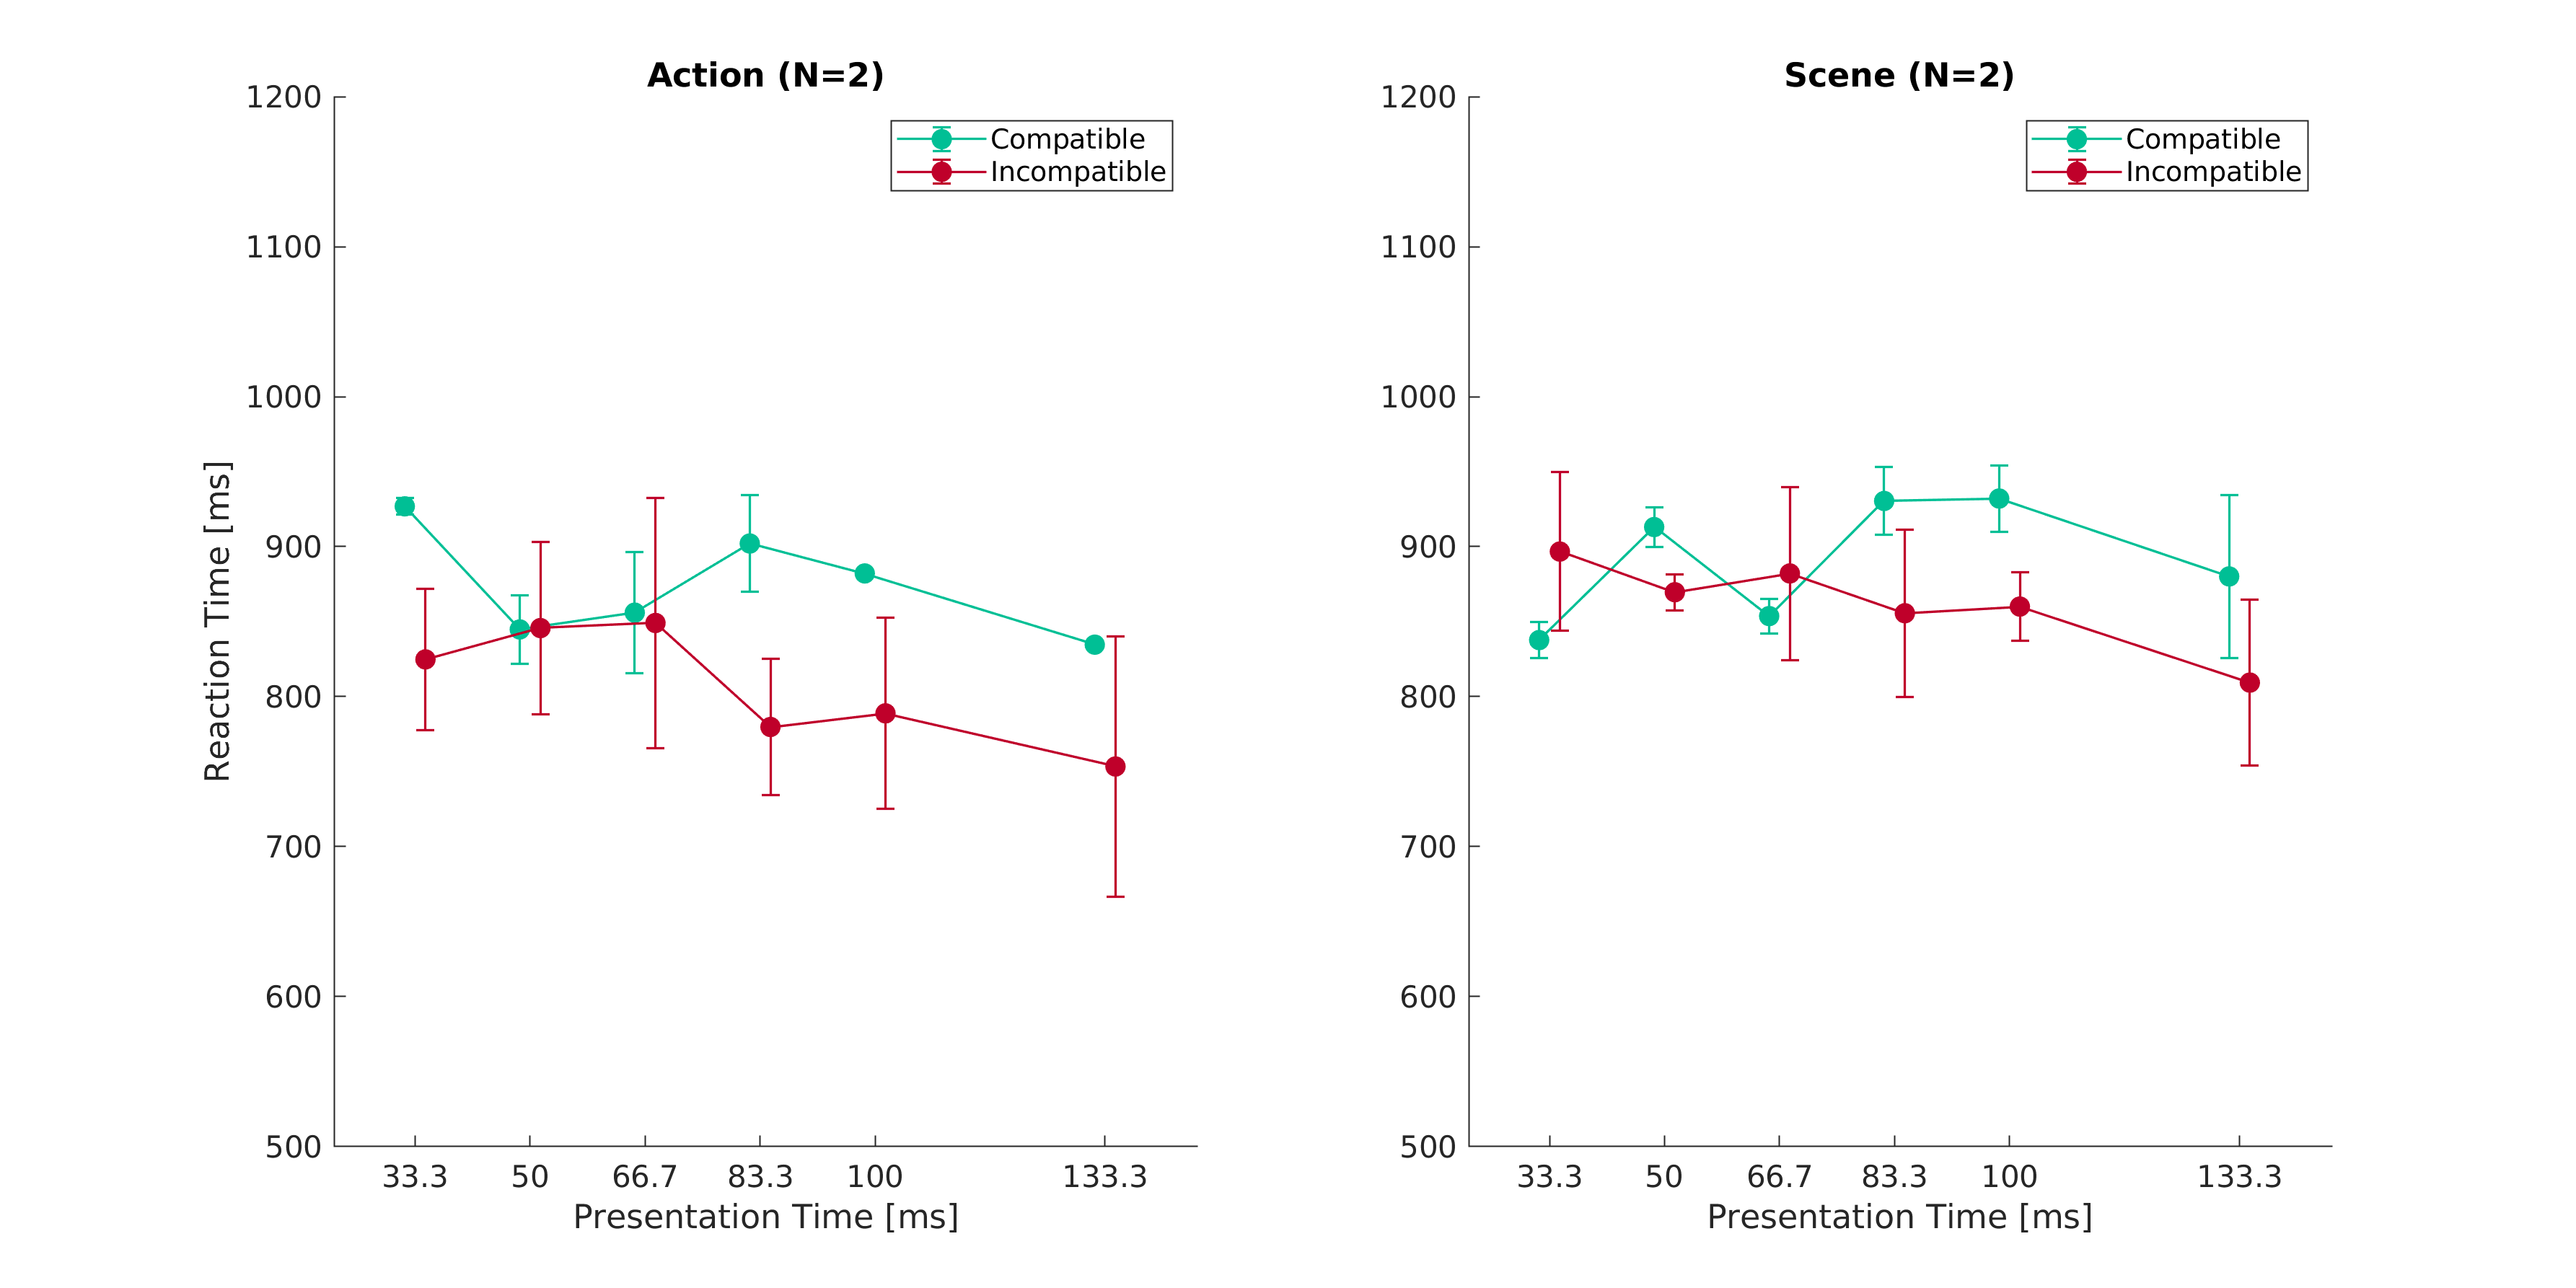 Action (N=2)
1200
1100
1000
900
800
700
600
500
Reaction Time [ms]
Compatible
Incompatible
33.3 50 66.7 83.3 100 133.3
Presentation Time [ms]
Scene (N=2)
1200
1100
1000
900
800
700
600
500
Compatible
Incompatible
33.3 50 66.7 83.3 100 133.3
Presentation Time [ms]